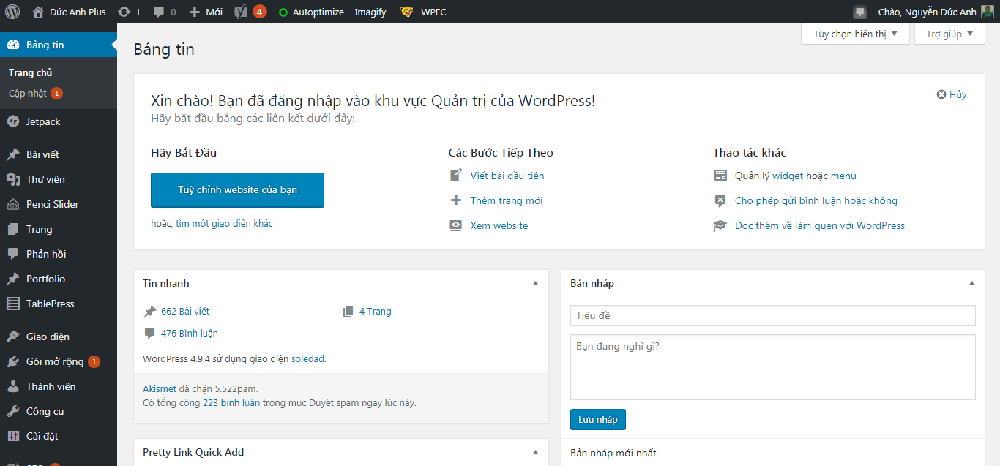 Đức Anh Plus 1 0 Mới 4 Autoptimize Imagify WPFC Chào, Nguyễn Đức Anh
Tùy chọn hiển thị Trợ giúp
Bảng tin
Trang chủ
Cập nhật 1
Jetpack
Bài viết
Thư viện
Penci Slider
Trang
Phản hồi
Portfolio
TablePress
Giao diện
Gói mở rộng 1
Thành viên
Công cụ
Cài đặt
Bảng tin
Xin chào! Bạn đã đăng nhập vào khu vực Quản trị của WordPress!
Hãy bắt đầu bằng các liên kết dưới đây:
Hủy
Hãy Bắt Đầu
Tuỳ chỉnh website của bạn
hoặc, tìm một giao diện khác
Các Bước Tiếp Theo
Viết bài đầu tiên
Thêm trang mới
Xem website
Thao tác khác
Quản lý widget hoặc menu
Cho phép gửi bình luận hoặc không
Đọc thêm về làm quen với WordPress
Tin nhanh
662 Bài viết 4 Trang
476 Bình luận
WordPress 4.9.4 sử dụng giao diện soledad.
Akismet đã chặn 5.522pam.
Có tổng cộng 223 bình luận trong mục Duyệt spam ngay lúc này.
Pretty Link Quick Add
Bản nháp
Tiêu đề
Bạn đang nghĩ gì?
Lưu nháp
Bản nháp mới nhất